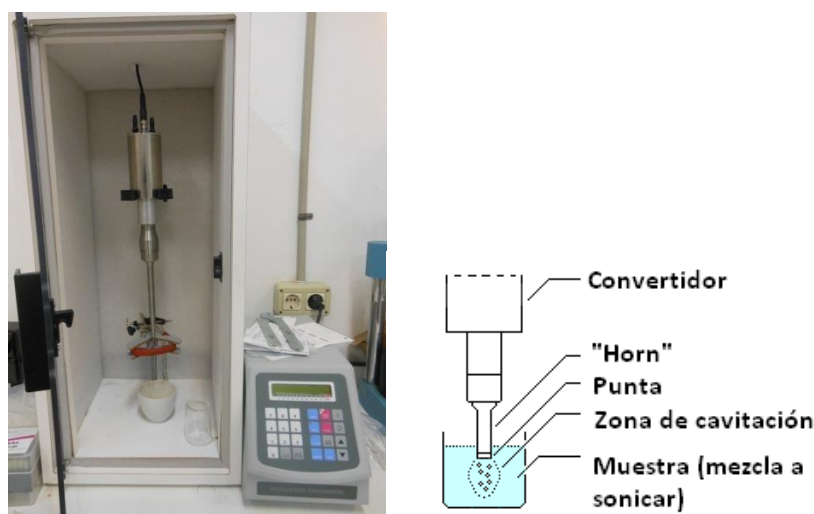 Convertidor
"Horn"
Punta
Zona de cavitación
Muestra (mezcla a
sonicar)